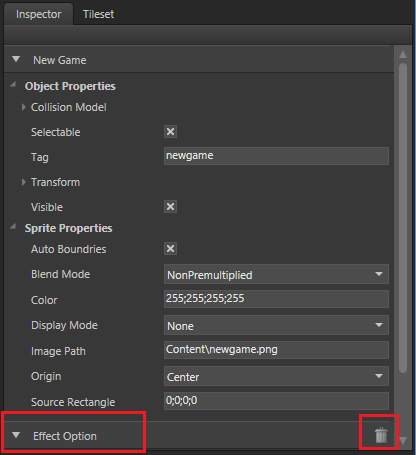 Inspector Tileset
New Game
Object Properties
Collision Model
Selectable
Tag newgame
Transform
Visible
Sprite Properties
Auto Boundries
Blend Mode NonPremultiplied
Color 255;255;255;255
Display Mode None
Image Path Content\newgame.png
Origin Center
Source Rectangle 0;0;0;0
Effect Option